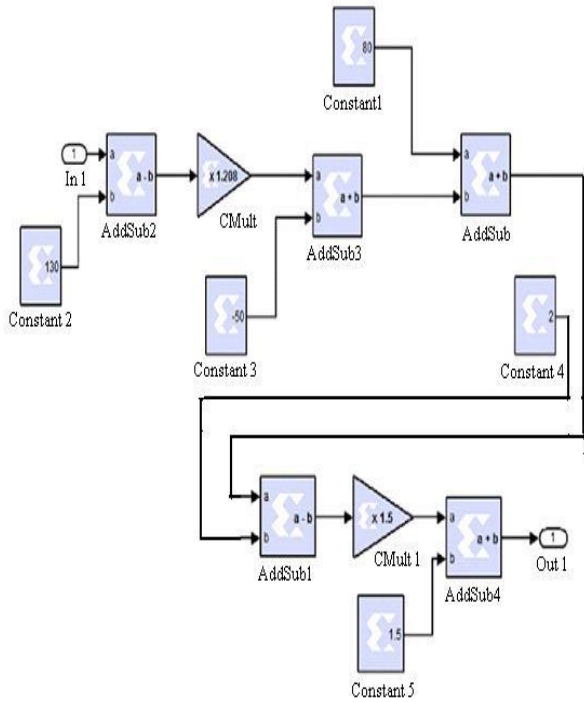 80
Constant1
1
In 1
a
b
a - b
AddSub2
x 1.208
CMult
a
b
a + b
AddSub3
a
b
a + b
AddSub
130
Constant 2
-50
Constant 3
2
Constant 4
a
b
a - b
AddSub1
x 1.5
CMult 1
a
b
a + b
AddSub4
1
Out 1
1.5
Constant 5